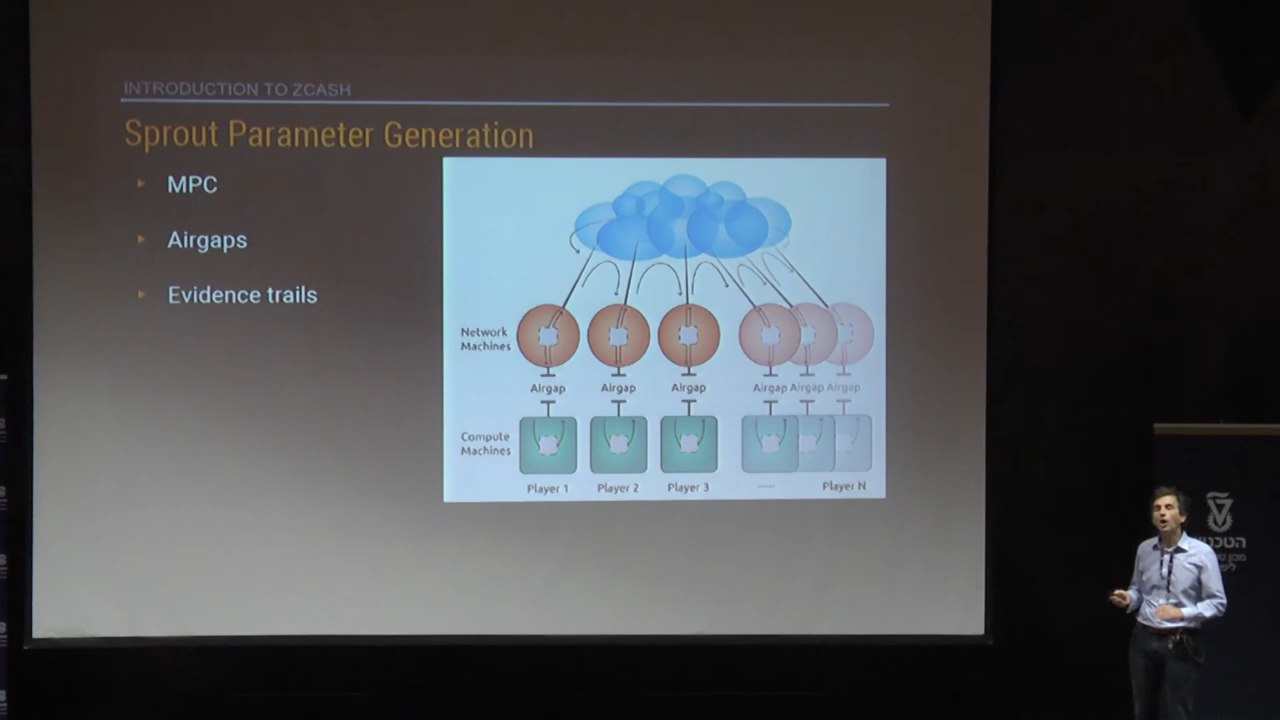 INTRODUCTION TO ZCASH
Sprout Parameter Generation
MPC
Airgaps
Evidence trails
Network
Machines
Airgap Airgap Airgap Airgap Airgap Airgap
Compute
Machines
Player 1 Player 2 Player 3 Player N